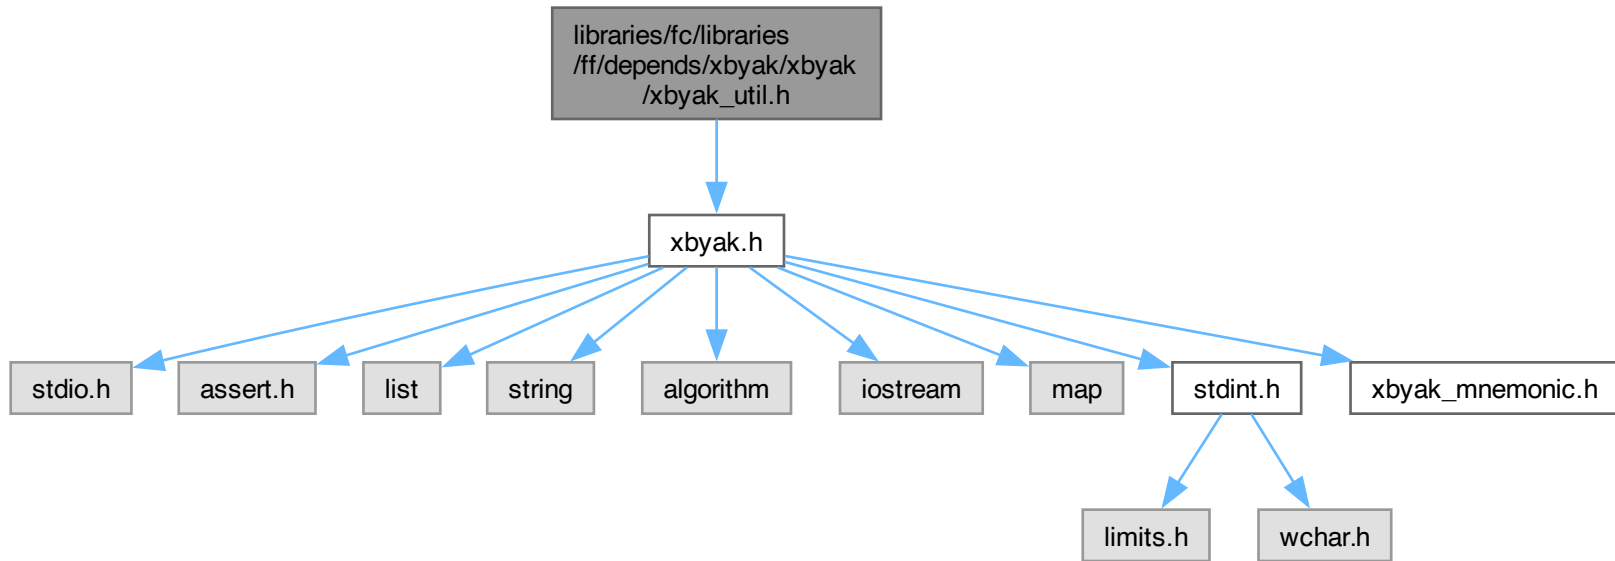 libraries/fc/libraries
/ff/depends/xbyak/xbyak
/xbyak_util.h
xbyak.h
stdio.h
assert.h
list
string
algorithm
iostream
map
stdint.h
xbyak_mnemonic.h
limits.h
wchar.h